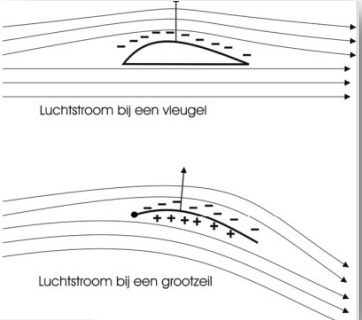 Luchtstroom bij een vleugel
Luchtstroom bij een grootzeil